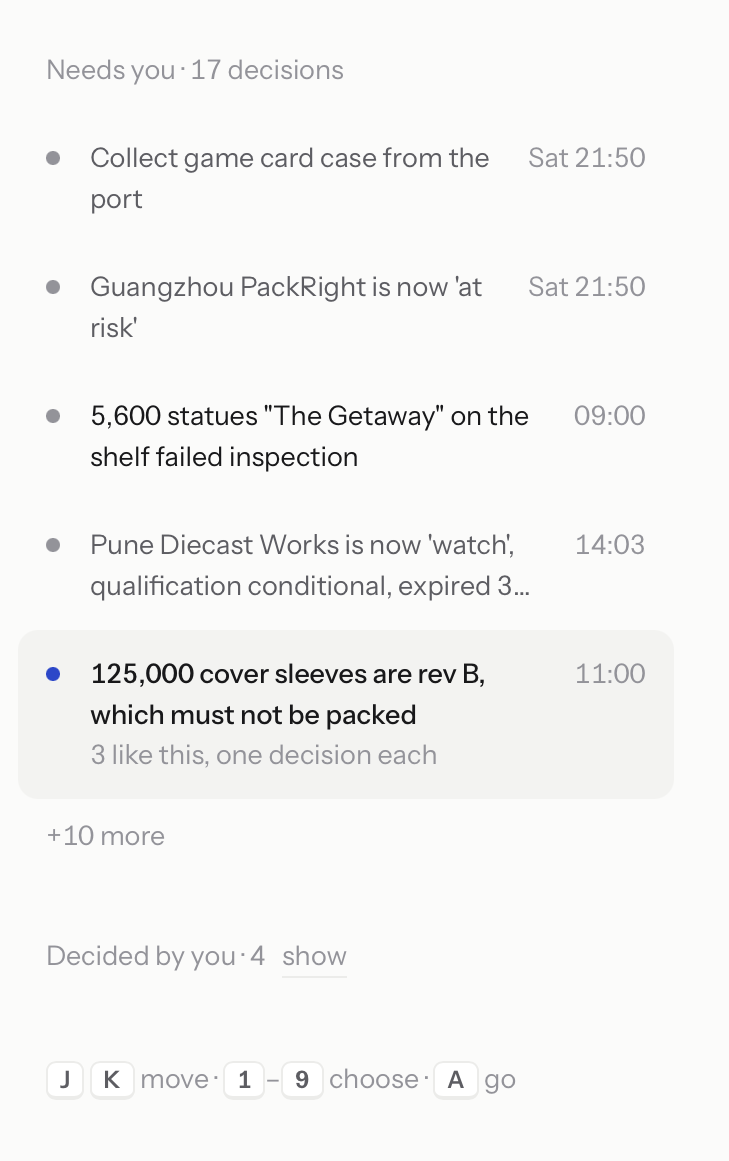 Needs you · 17 decisions
Collect game card case from the
port
Sat 21:50
Guangzhou PackRight is now 'at
risk'
Sat 21:50
5,600 statues "The Getaway" on the
shelf failed inspection
09:00
Pune Diecast Works is now 'watch',
qualification conditional, expired 3...
14:03
125,000 cover sleeves are rev B,
which must not be packed
3 like this, one decision each
11:00
+10 more
Decided by you · 4 show
J K move · 1 – 9 choose · A go